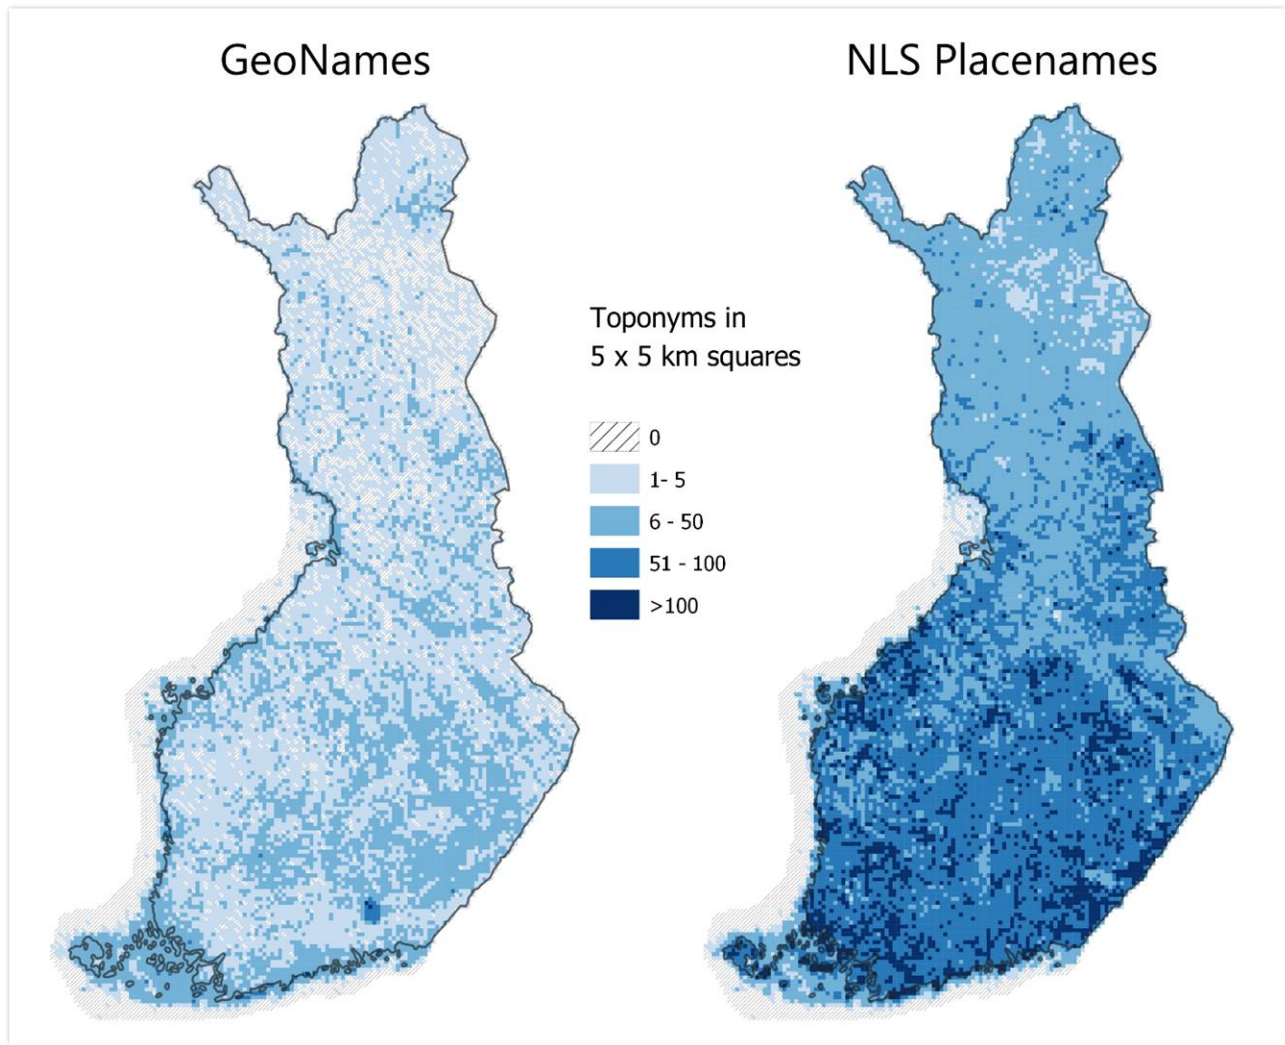 GeoNames
NLS Placenames
Toponyms in
5 x 5 km squares
0
1- 5
6 - 50
51 - 100
>100